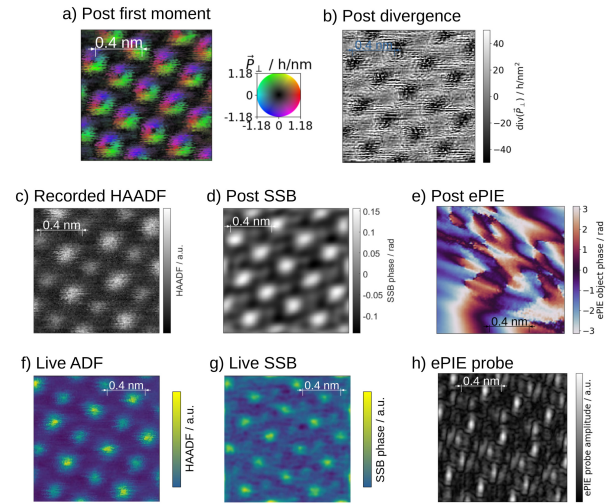 a) Post first moment
0.4 nm
P⊥ / h/nm
1.18
0
-1.18
-1.18 0 1.18
b) Post divergence
0.4 nm
40
20
0
-20
-40
div(P⊥) / h/nm²
c) Recorded HAADF
0.4 nm
HAADF / a.u.
d) Post SSB
0.4 nm
0.15
0.1
0.05
0
-0.05
-0.1
SSB phase / rad
e) Post ePIE
0.4 nm
3
2
1
0
-1
-2
-3
ePIE object phase / rad
f) Live ADF
0.4 nm
HAADF / a.u.
g) Live SSB
0.4 nm
SSB phase / a.u.
h) ePIE probe
0.4 nm
ePIE probe amplitude / a.u.